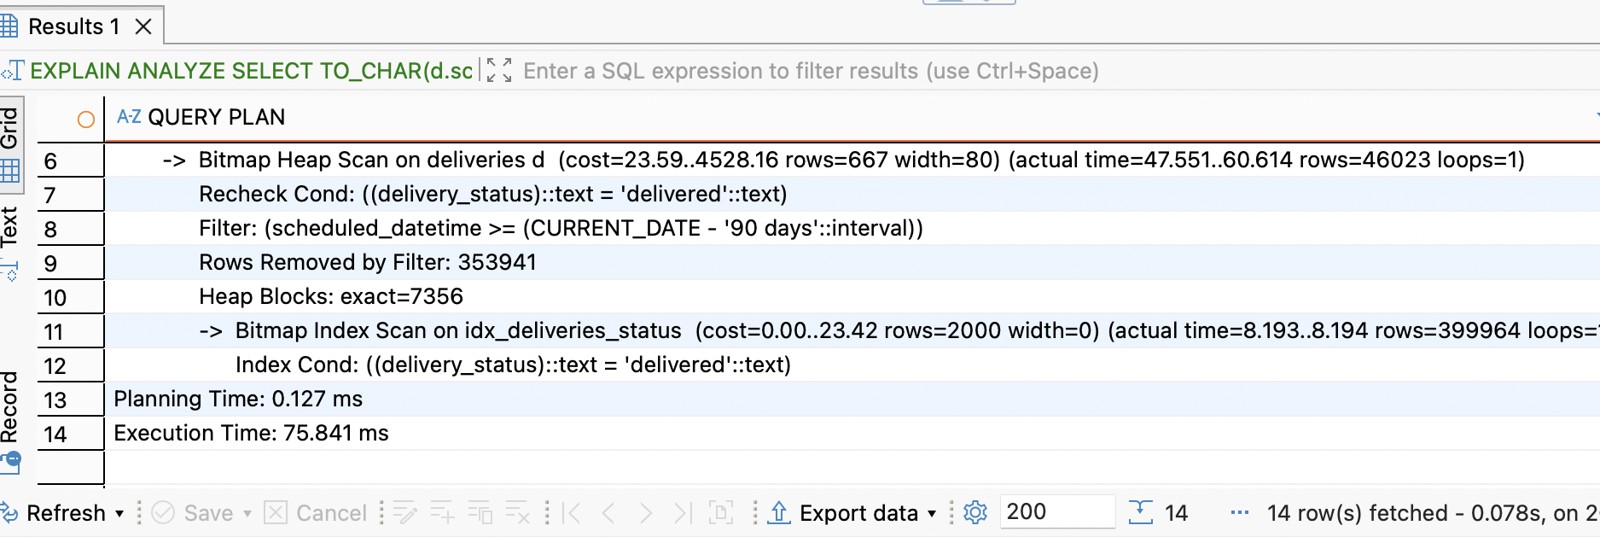 Results 1
EXPLAIN ANALYZE SELECT TO_CHAR(d.sc Enter a SQL expression to filter results (use Ctrl+Space)
Grid
Text
Record
A-Z QUERY PLAN
6 -> Bitmap Heap Scan on deliveries d (cost=23.59..4528.16 rows=667 width=80) (actual time=47.551..60.614 rows=46023 loops=1)
7 Recheck Cond: ((delivery_status)::text = 'delivered'::text)
8 Filter: (scheduled_datetime >= (CURRENT_DATE - '90 days'::interval))
9 Rows Removed by Filter: 353941
10 Heap Blocks: exact=7356
11 -> Bitmap Index Scan on idx_deliveries_status (cost=0.00..23.42 rows=2000 width=0) (actual time=8.193..8.194 rows=399964 loops=
12 Index Cond: ((delivery_status)::text = 'delivered'::text)
13 Planning Time: 0.127 ms
14 Execution Time: 75.841 ms
Refresh Save Cancel Export data 200 14 ... 14 row(s) fetched - 0.078s, on 2